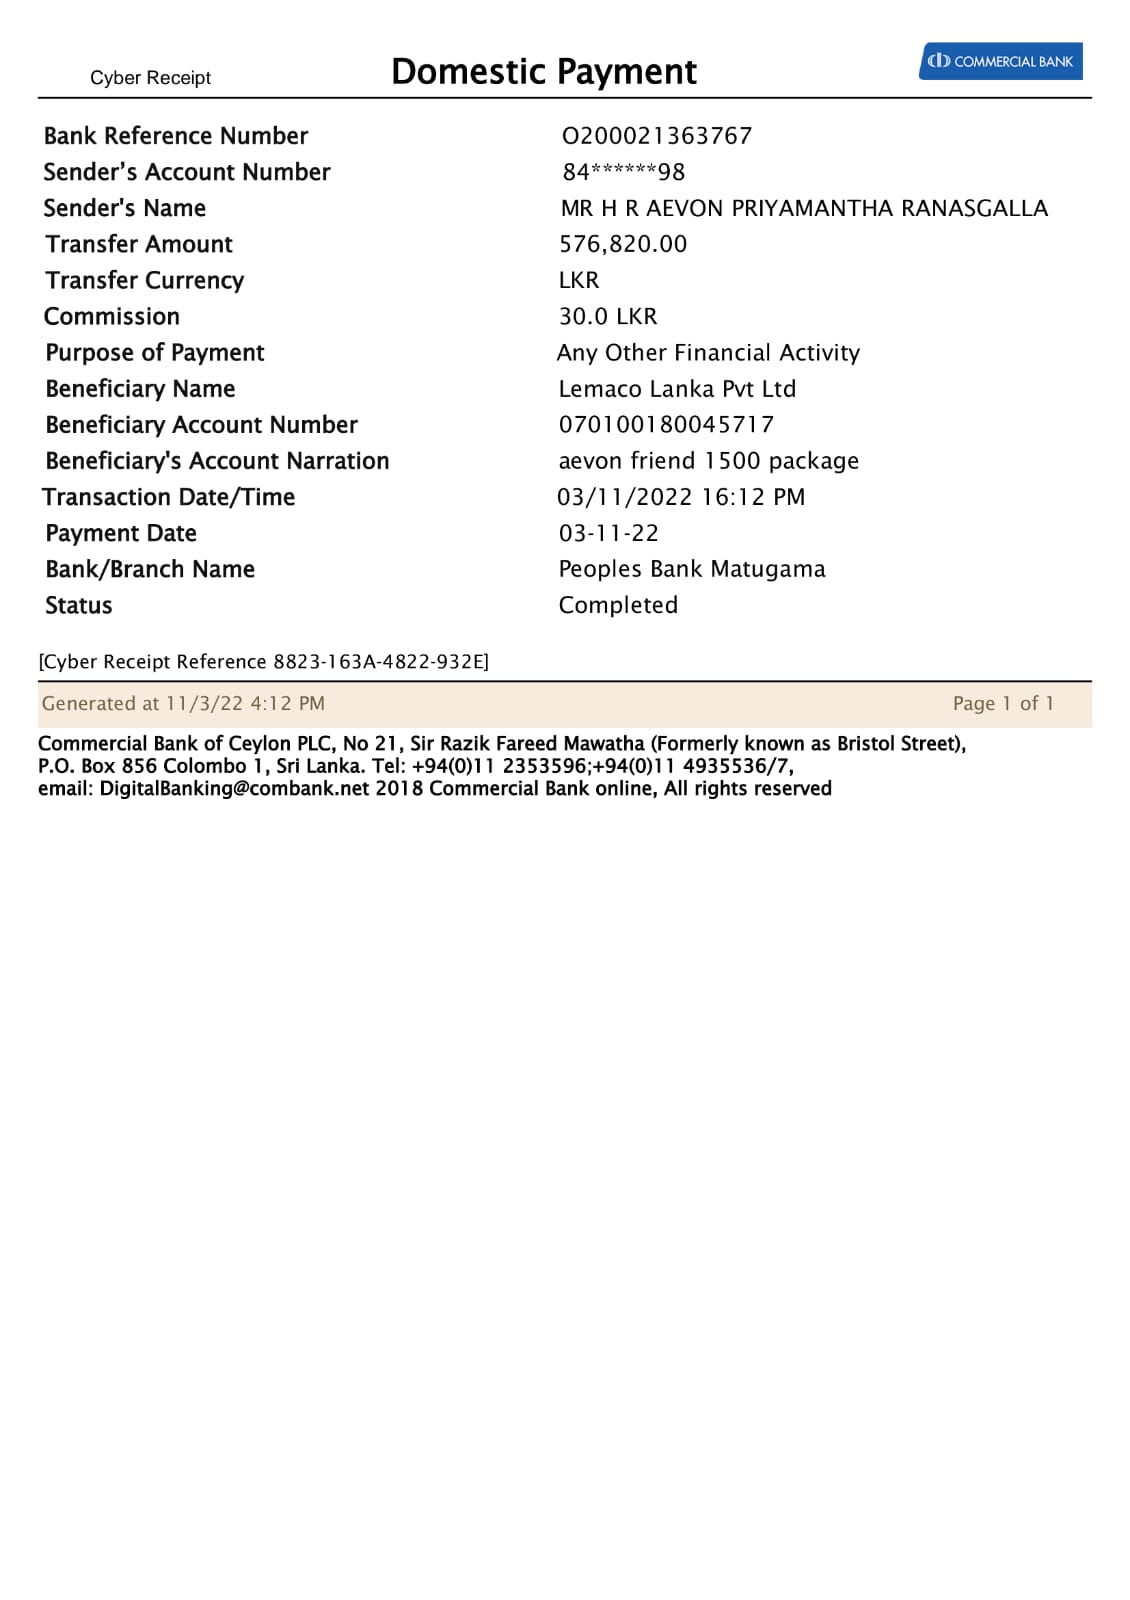 Cyber Receipt Domestic Payment COMMERCIAL BANK
Bank Reference Number O200021363767
Sender’s Account Number 84******98
Sender's Name MR H R AEVON PRIYAMANTHA RANASGALLA
Transfer Amount 576,820.00
Transfer Currency LKR
Commission 30.0 LKR
Purpose of Payment Any Other Financial Activity
Beneficiary Name Lemaco Lanka Pvt Ltd
Beneficiary Account Number 070100180045717
Beneficiary's Account Narration aevon friend 1500 package
Transaction Date/Time 03/11/2022 16:12 PM
Payment Date 03-11-22
Bank/Branch Name Peoples Bank Matugama
Status Completed
[Cyber Receipt Reference 8823-163A-4822-932E]
Generated at 11/3/22 4:12 PM Page 1 of 1
Commercial Bank of Ceylon PLC, No 21, Sir Razik Fareed Mawatha (Formerly known as Bristol Street),
P.O. Box 856 Colombo 1, Sri Lanka. Tel: +94(0)11 2353596;+94(0)11 4935536/7,
email: DigitalBanking@combank.net 2018 Commercial Bank online, All rights reserved